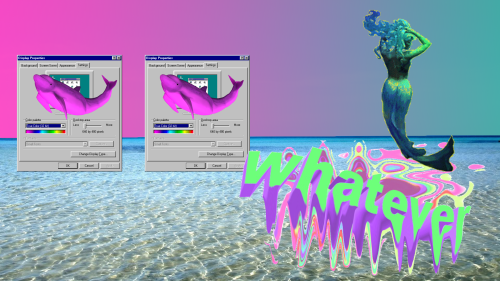 Display Properties
Background Screen Saver Appearance Settings
Color palette
Desktop area
Less More
640 by 480 pixels
Change Display Type...
OK Cancel
Display Properties
Background Screen Saver Appearance Settings
Color palette
Desktop area
Less More
640 by 480 pixels
Change Display Type...
OK Cancel
whatever